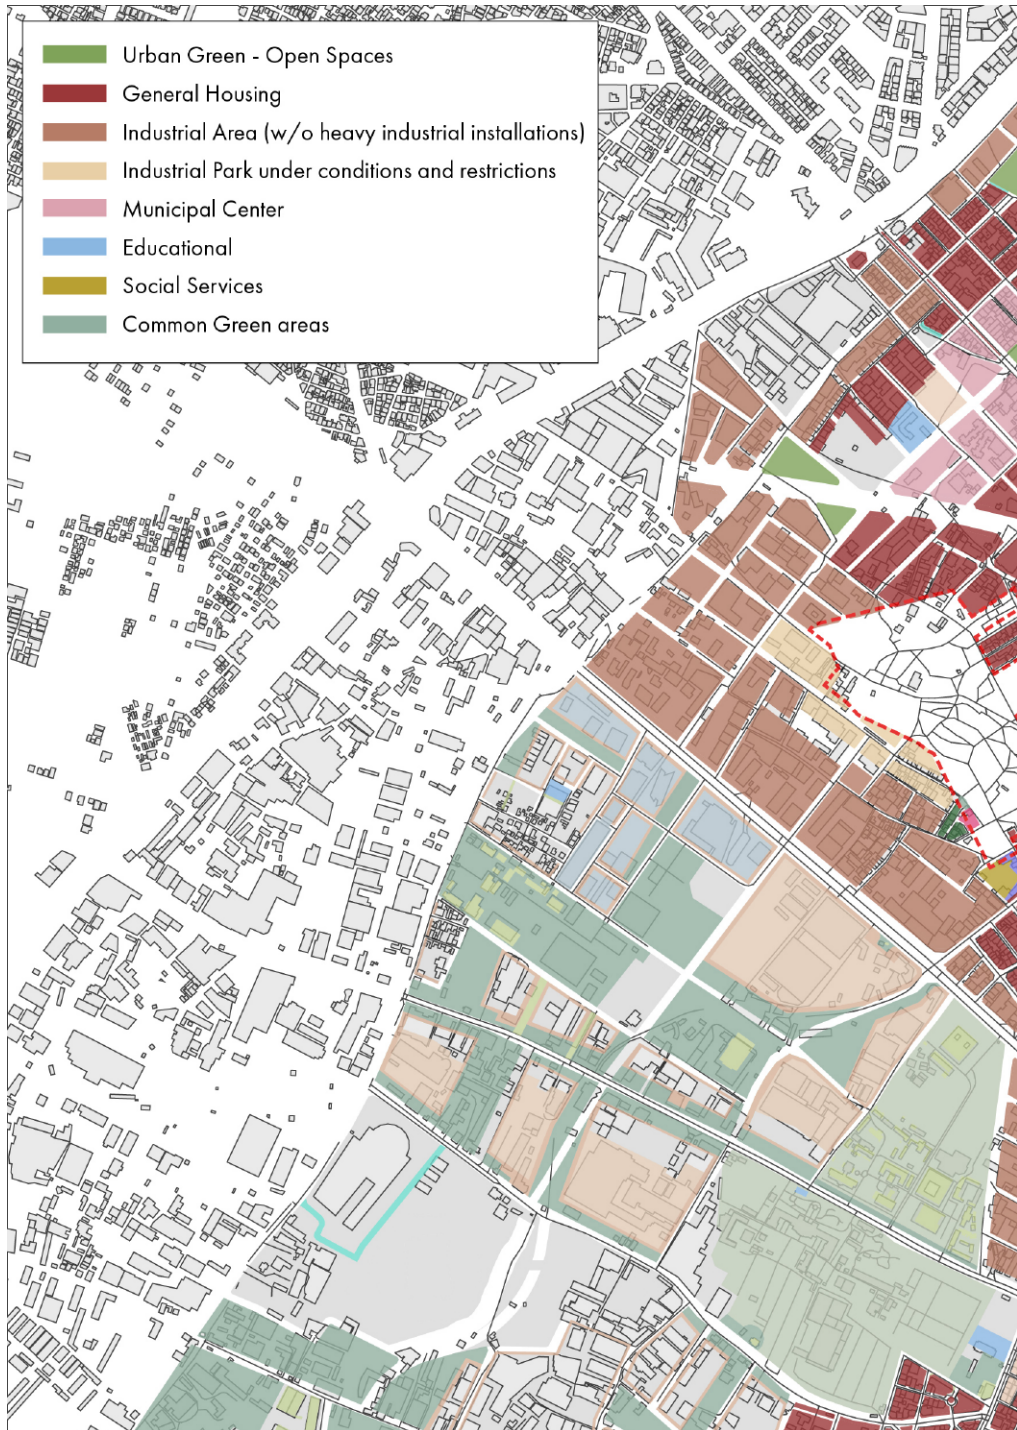 Urban Green - Open Spaces
General Housing
Industrial Area (w/o heavy industrial installations)
Industrial Park under conditions and restrictions
Municipal Center
Educational
Social Services
Common Green areas